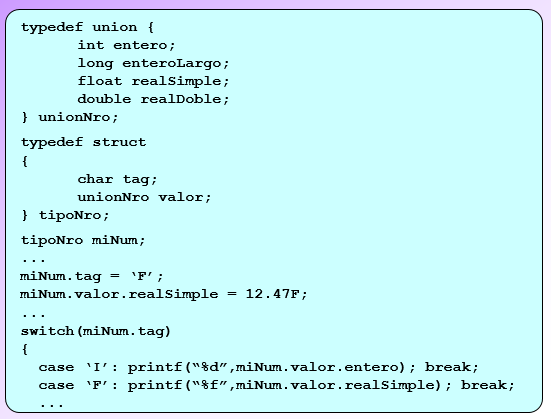 typedef union {
int entero;
long enteroLargo;
float realSimple;
double realDoble;
} unionNro;
typedef struct
{
char tag;
unionNro valor;
} tipoNro;
tipoNro miNum;
...
miNum.tag = ‘F’;
miNum.valor.realSimple = 12.47F;
...
switch(miNum.tag)
{
case ‘I’: printf(“%d”,miNum.valor.entero); break;
case ‘F’: printf(“%f”,miNum.valor.realSimple); break;
...